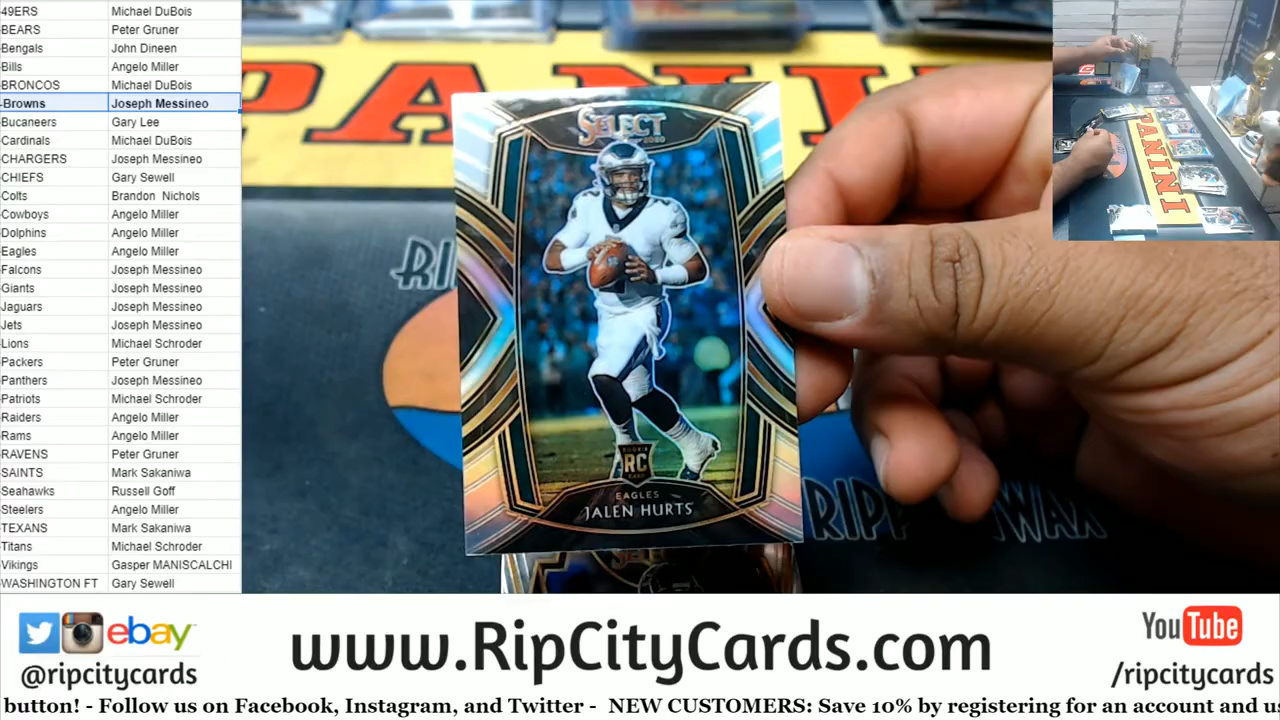 49ERS Michael DuBois
BEARS Peter Gruner
Bengals John Dineen
Bills Angelo Miller
BRONCOS Michael DuBois
-Browns Joseph Messineo
Bucaneers Gary Lee
Cardinals Michael DuBois
CHARGERS Joseph Messineo
CHIEFS Gary Sewell
Colts Brandon Nichols
Cowboys Angelo Miller
Dolphins Angelo Miller
Eagles Angelo Miller
Falcons Joseph Messineo
Giants Joseph Messineo
Jaguars Joseph Messineo
Jets Joseph Messineo
Lions Michael Schroder
Packers Peter Gruner
Panthers Joseph Messineo
Patriots Michael Schroder
Raiders Angelo Miller
Rams Angelo Miller
RAVENS Peter Gruner
SAINTS Mark Sakaniwa
Seahawks Russell Goff
Steelers Angelo Miller
TEXANS Mark Sakaniwa
Titans Michael Schroder
Vikings Gasper MANISCALCHI
WASHINGTON FT Gary Sewell
PANINI
SELECT
2020
ROOKIE
RC
CARD
EAGLES
JALEN HURTS
PANINI
ebay
@ripcitycards
www.RipCityCards.com
YouTube
/ripcitycards
button! - Follow us on Facebook, Instagram, and Twitter - NEW CUSTOMERS: Save 10% by registering for an account and